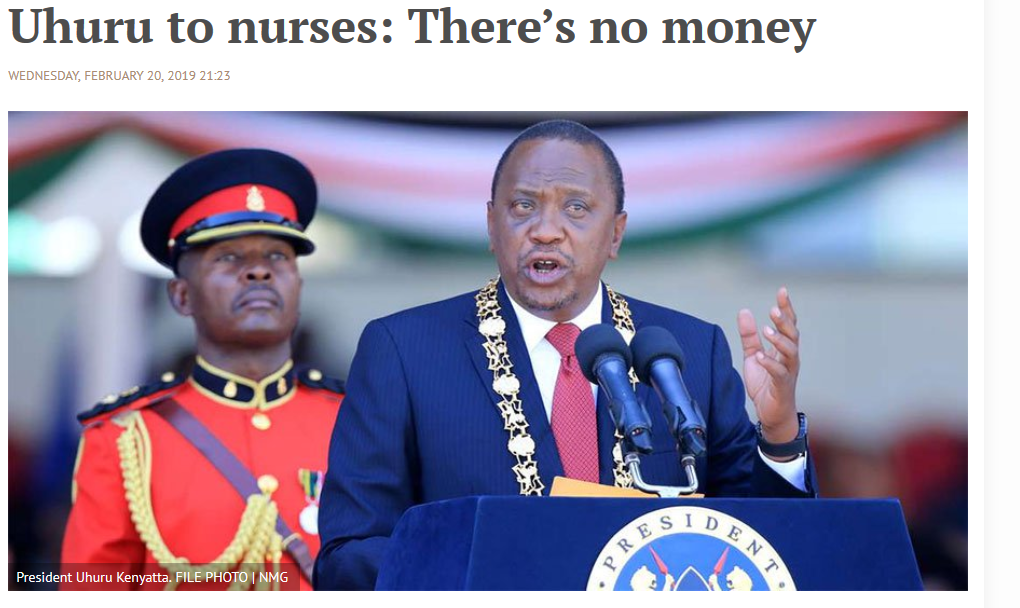 Uhuru to nurses: There’s no money
WEDNESDAY, FEBRUARY 20, 2019 21:23
PRESIDENT
President Uhuru Kenyatta. FILE PHOTO | NMG